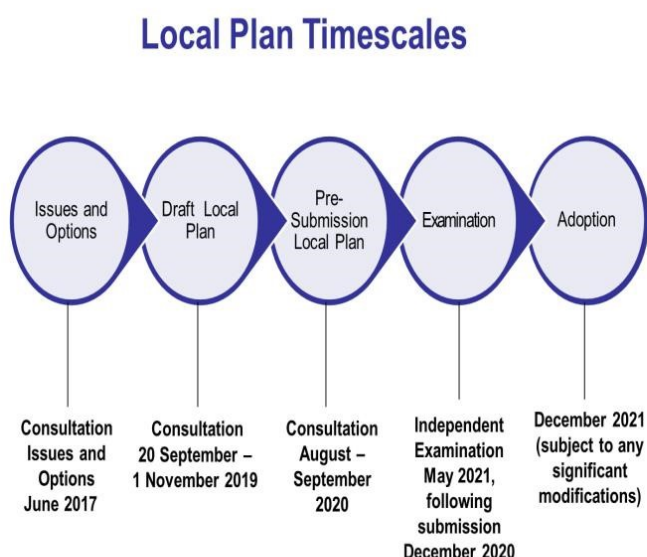 Local Plan Timescales
Issues and
Options
Draft Local
Plan
Pre-
Submission
Local Plan
Examination
Adoption
Consultation
Issues and
Options
June 2017
Consultation
20 September –
1 November 2019
Consultation
August –
September
2020
Independent
Examination
May 2021,
following
submission
December 2020
December 2021
(subject to any
significant
modifications)